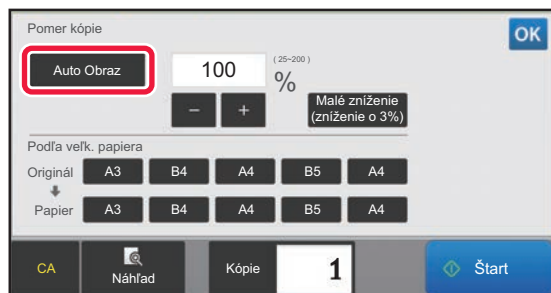 Pomer kópie
OK
Auto Obraz
100
(25~200)
%
–
+
Malé zníženie
(zníženie o 3%)
Podľa veľk. papiera
Originál A3 B4 A4 B5 A4
Papier A3 B4 A4 B5 A4
CA
Náhľad
Kópie
1
Štart